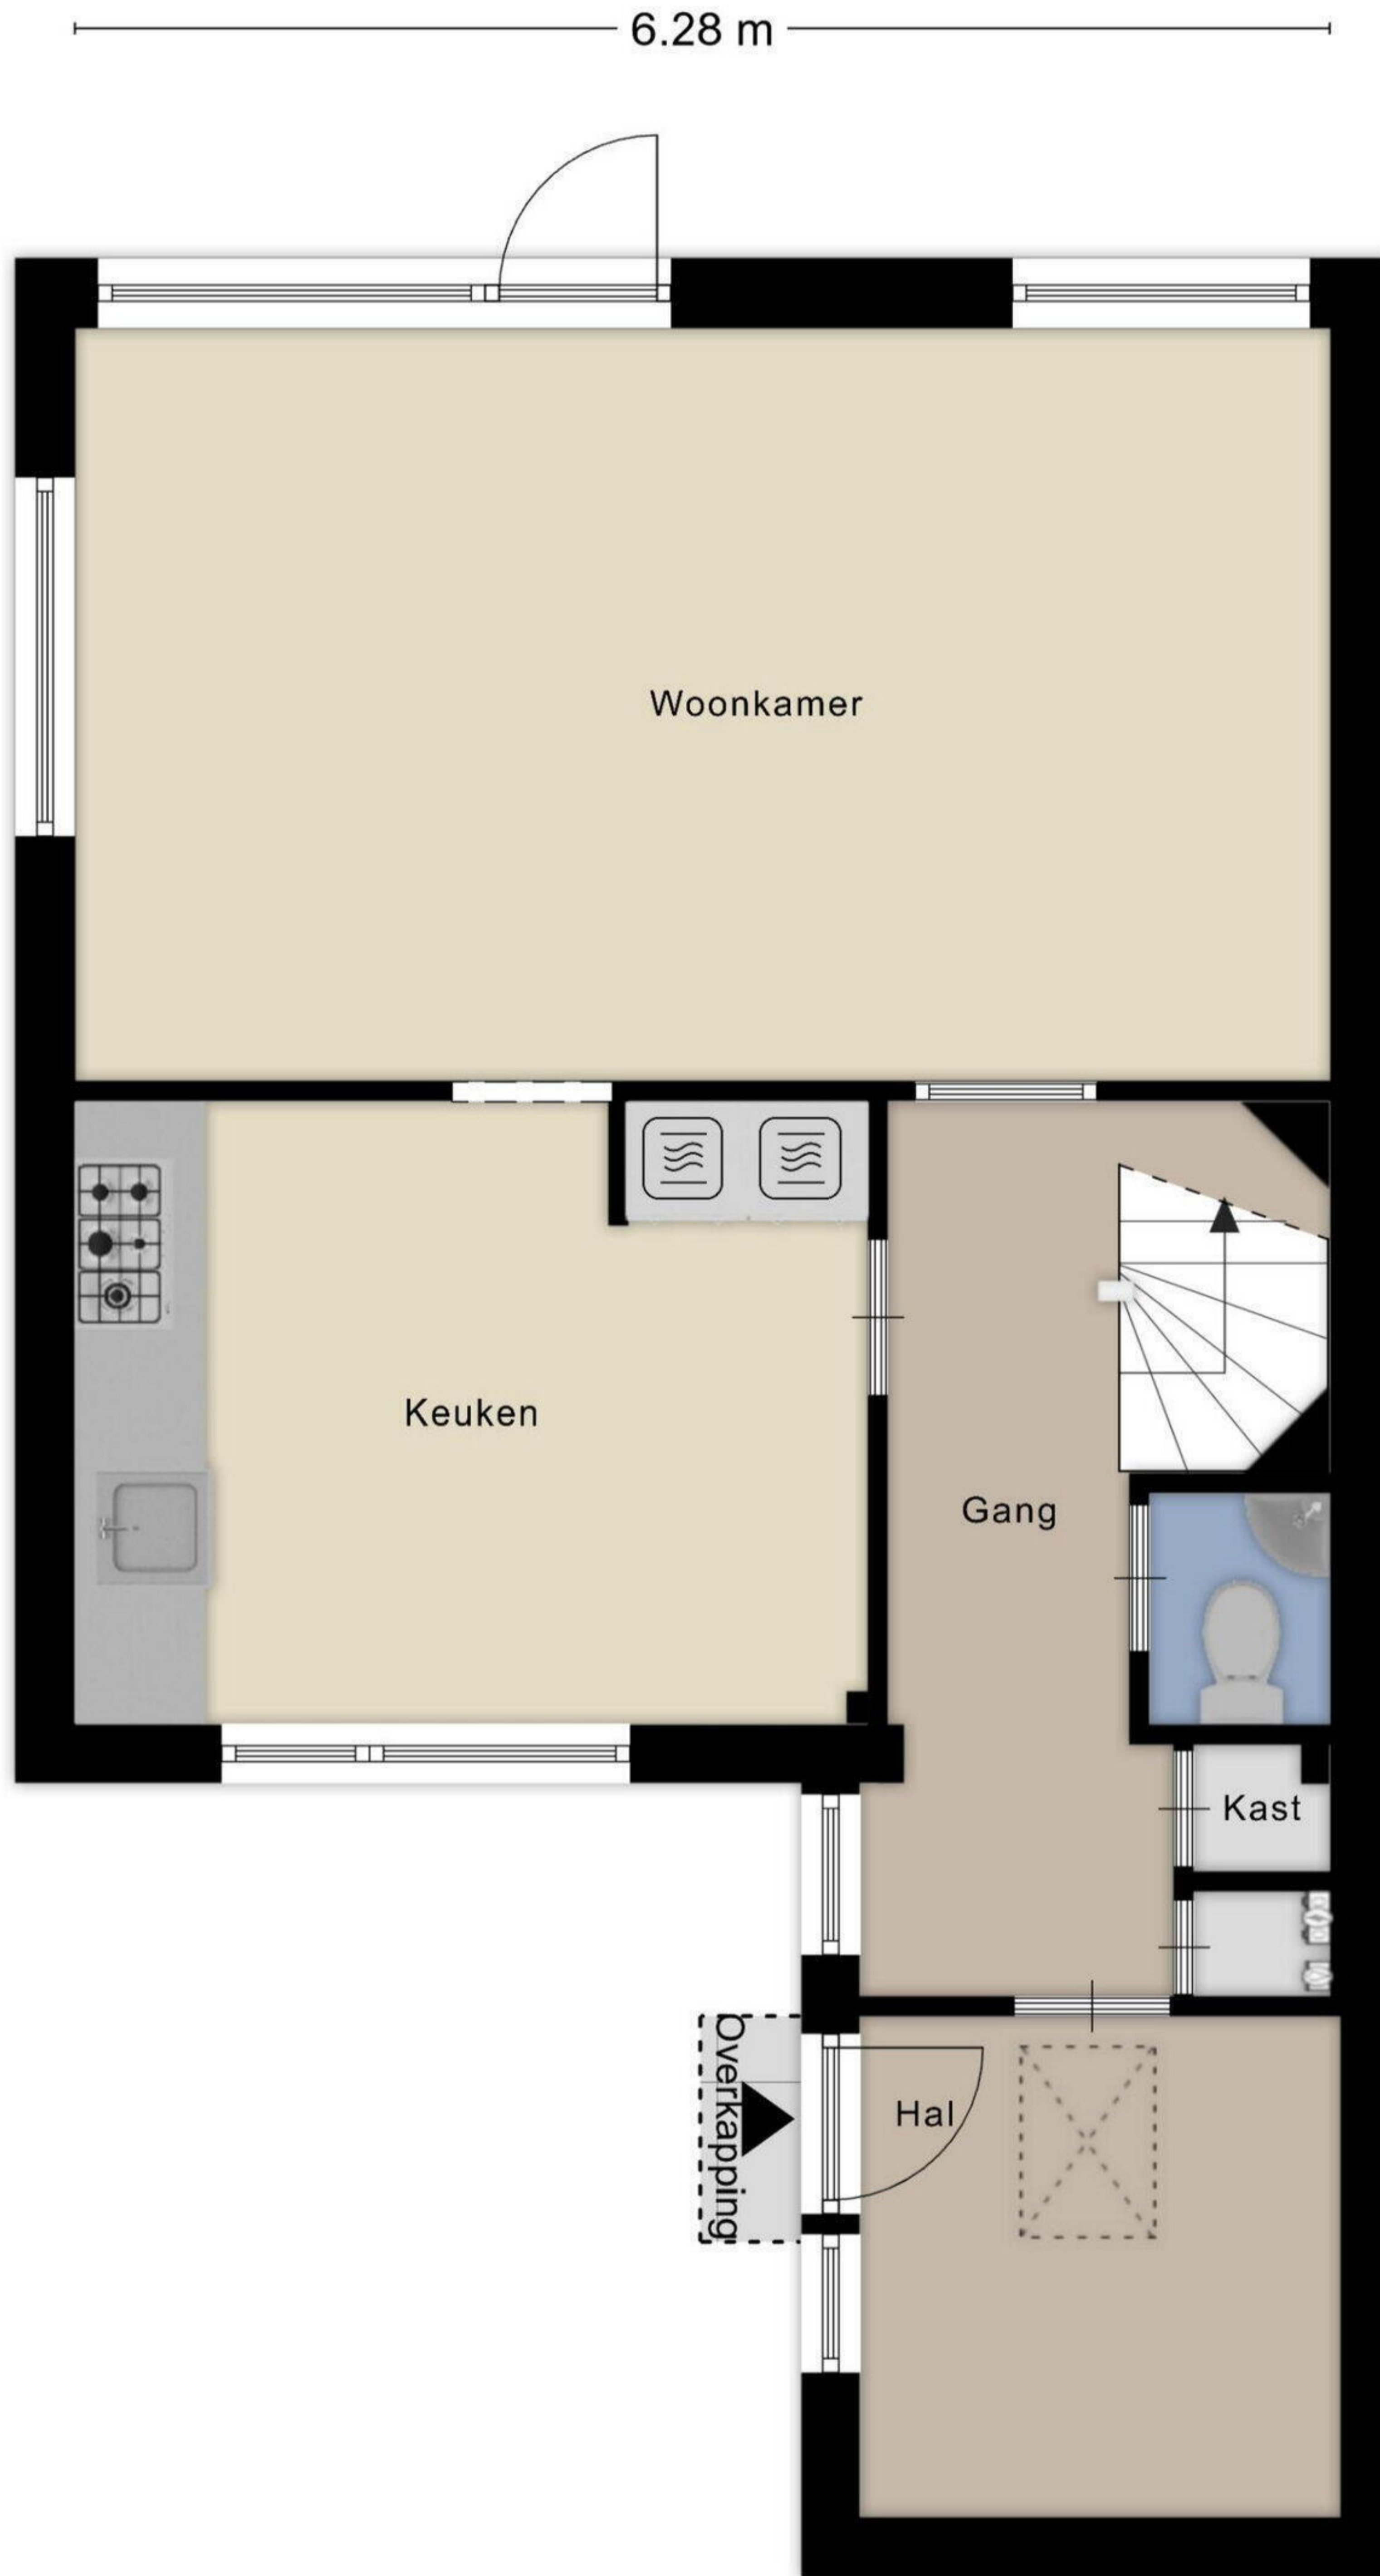 6.28 m
Woonkamer
Keuken
Gang
Kast
Overkapping
Hal